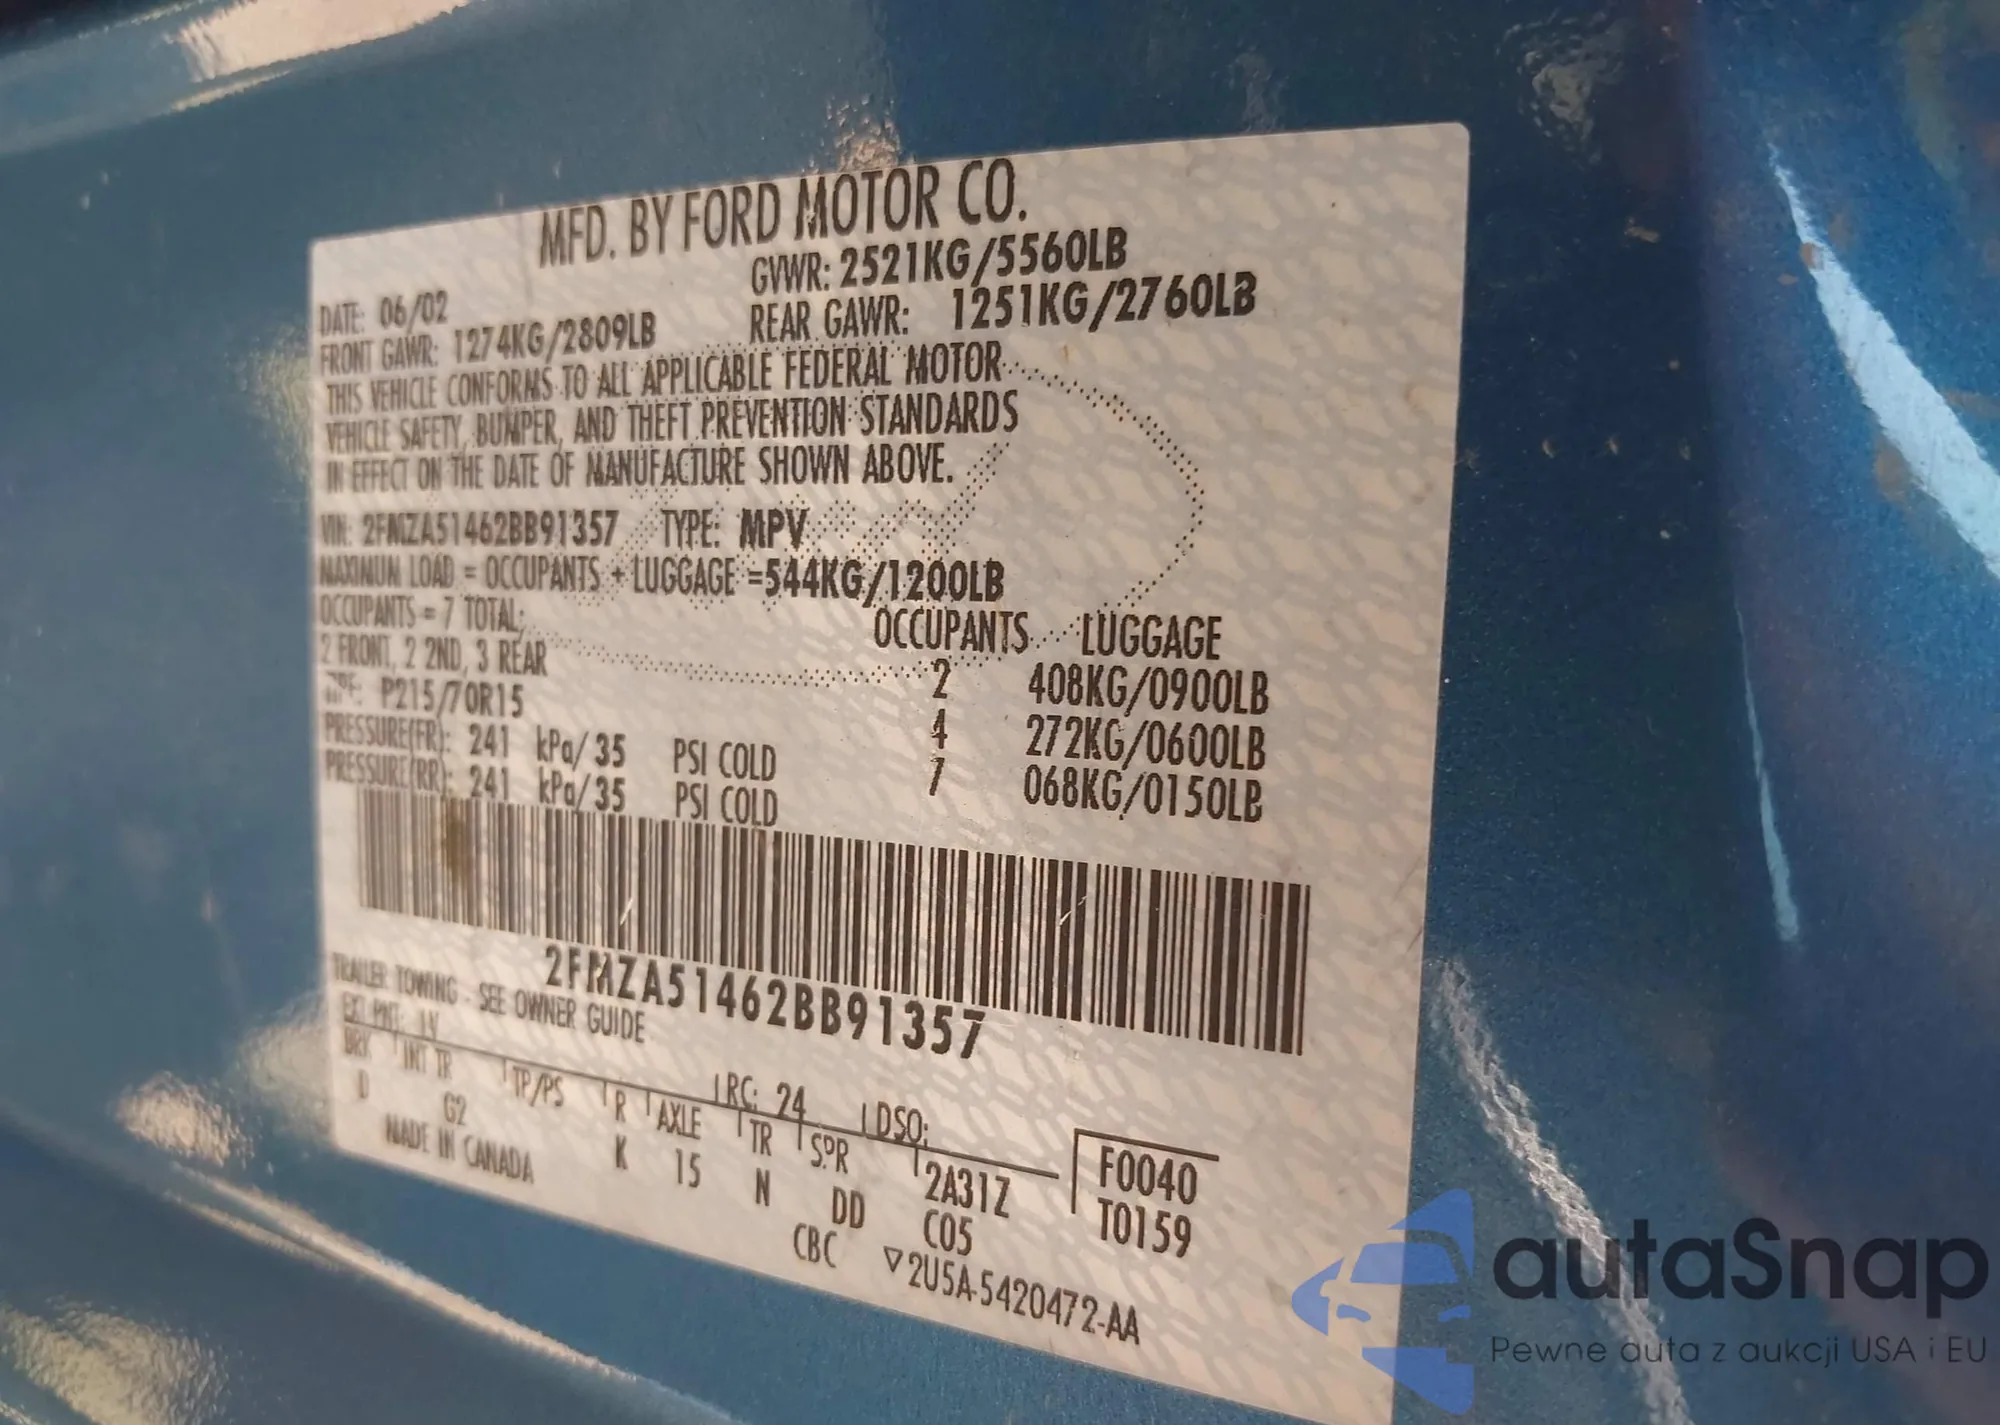 MFD. BY FORD MOTOR CO.
DATE: 06/02
GVWR: 2521KG/5560LB
FRONT GAWR: 1274KG/2809LB
REAR GAWR: 1251KG/2760LB
THIS VEHICLE CONFORMS TO ALL APPLICABLE FEDERAL MOTOR
VEHICLE SAFETY, BUMPER, AND THEFT PREVENTION STANDARDS
IN EFFECT ON THE DATE OF MANUFACTURE SHOWN ABOVE.
VIN: 2FMZA51462BB91357 TYPE: MPV
MAXIMUM LOAD = OCCUPANTS + LUGGAGE =544KG/1200LB
OCCUPANTS = 7 TOTAL;
2 FRONT, 2 2ND, 3 REAR
OCCUPANTS LUGGAGE
2 408KG/0900LB
4 272KG/0600LB
7 068KG/0150LB
P215/70R15
PRESSURE(FR): 241 kPa/35 PSI COLD
PRESSURE(RR): 241 kPa/35 PSI COLD
2FMZA51462BB91357
TRAILER TOWING - SEE OWNER GUIDE
EXT PNT: RC: 24 DSO:
BRK INT TR TP/PS R AXLE TR SPR 2A31Z
D G2 K 15 N DD C05
F0040
T0159
MADE IN CANADA
CBC ▽2U5A-5420472-AA
autaSnap
Pewne auta z aukcji USA i EU